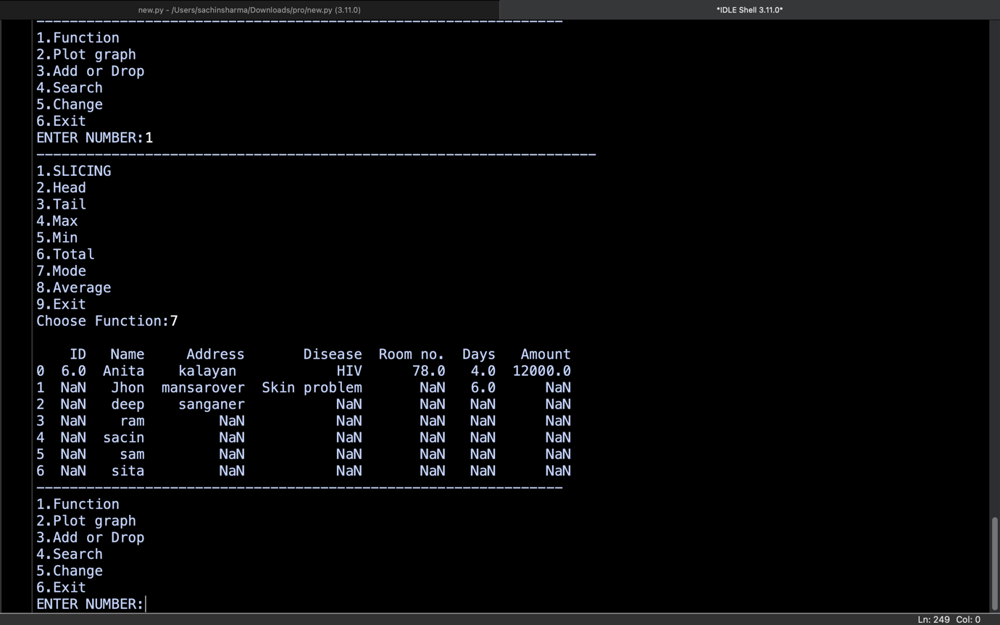 new.py - /Users/sachinsharma/Downloads/pro/new.py (3.11.0)
*IDLE Shell 3.11.0*
---------------------------------------------------------------
1.Function
2.Plot graph
3.Add or Drop
4.Search
5.Change
6.Exit
ENTER NUMBER:1
-------------------------------------------------------------------
1.SLICING
2.Head
3.Tail
4.Max
5.Min
6.Total
7.Mode
8.Average
9.Exit
Choose Function:7
    ID   Name     Address        Disease  Room no.  Days   Amount
0  6.0  Anita    kalayan            HIV      78.0   4.0  12000.0
1  NaN   Jhon  mansarover  Skin problem       NaN   6.0      NaN
2  NaN   deep    sanganer           NaN       NaN   NaN      NaN
3  NaN    ram         NaN           NaN       NaN   NaN      NaN
4  NaN  sacin         NaN           NaN       NaN   NaN      NaN
5  NaN    sam         NaN           NaN       NaN   NaN      NaN
6  NaN   sita         NaN           NaN       NaN   NaN      NaN
---------------------------------------------------------------
1.Function
2.Plot graph
3.Add or Drop
4.Search
5.Change
6.Exit
ENTER NUMBER:
Ln: 249 Col: 0